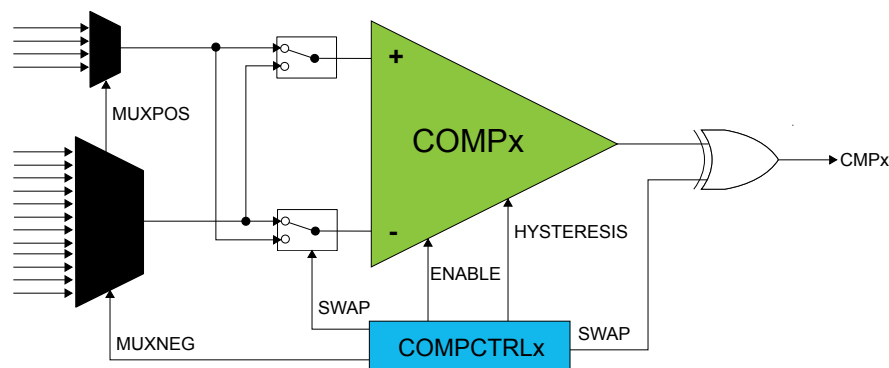 MUXPOS
+
COMPx
CMPx
-
HYSTERESIS
ENABLE
SWAP
SWAP
MUXNEG
COMPCTRLx